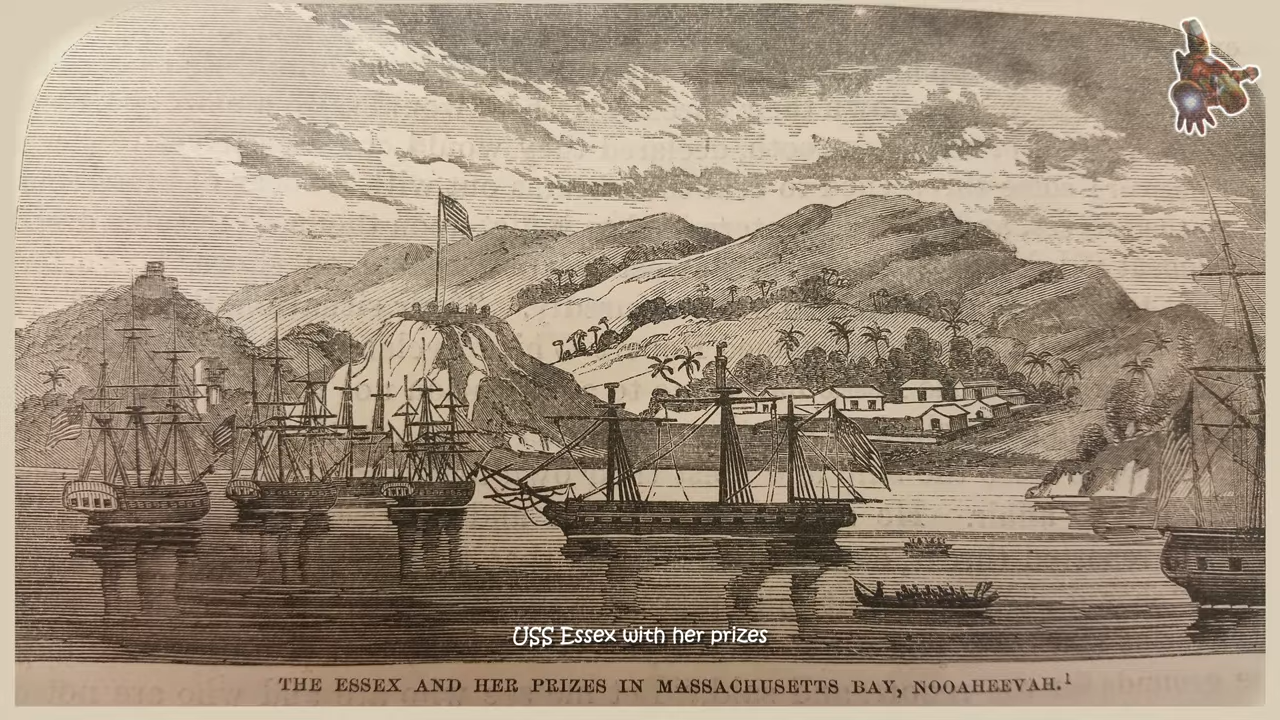 USS Essex with her prizes
THE ESSEX AND HER PRIZES IN MASSACHUSETTS BAY, NOOAHEEVAH.¹